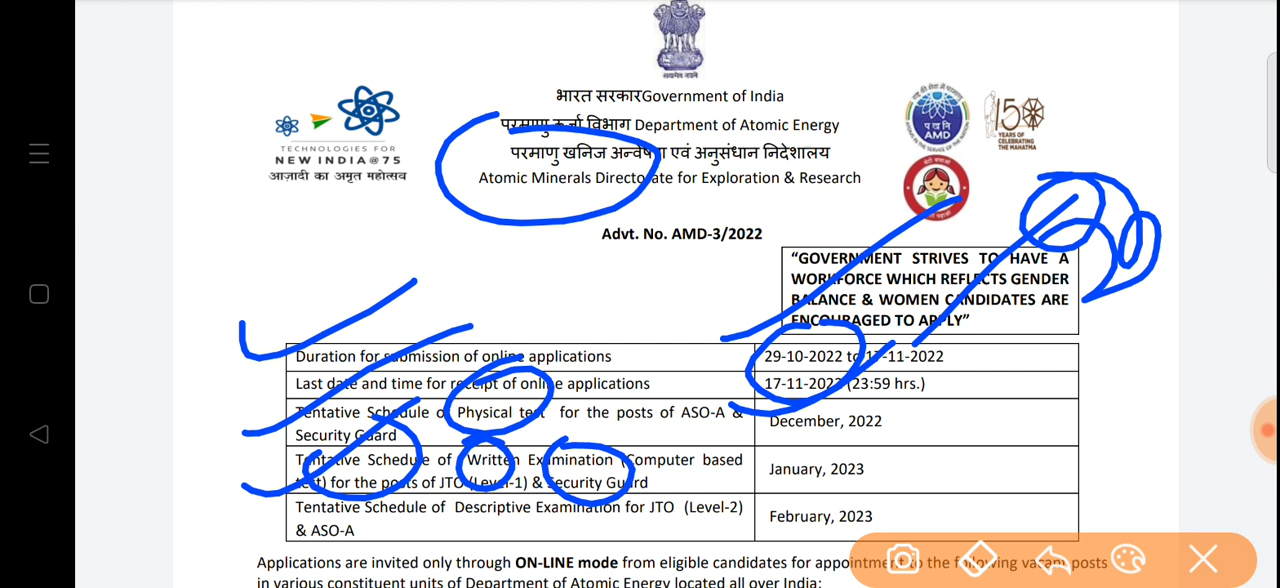 सत्यमेव जयते
भारत सरकारGovernment of India
परमाणु ऊर्जा विभाग Department of Atomic Energy
परमाणु खनिज अन्वेषण एवं अनुसंधान निदेशालय
Atomic Minerals Directorate for Exploration & Research
TECHNOLOGIES FOR
NEW INDIA@75
आज़ादी का अमृत महोत्सव
प ख नि
AMD
150
YEARS OF
CELEBRATING
THE MAHATMA
Advt. No. AMD-3/2022
“GOVERNMENT STRIVES TO HAVE A
WORKFORCE WHICH REFLECTS GENDER
BALANCE & WOMEN CANDIDATES ARE
ENCOURAGED TO APPLY”
Duration for submission of online applications 29-10-2022 to 17-11-2022
Last date and time for receipt of online applications 17-11-2022 (23:59 hrs.)
Tentative Schedule of Physical test for the posts of ASO-A &
Security Guard
December, 2022
Tentative Schedule of Written Examination (Computer based
test) for the posts of JTO (Level-1) & Security Guard
January, 2023
Tentative Schedule of Descriptive Examination for JTO (Level-2)
& ASO-A
February, 2023
Applications are invited only through ON-LINE mode from eligible candidates for appointment to the following vacant posts
in various constituent units of Department of Atomic Energy located all over India: